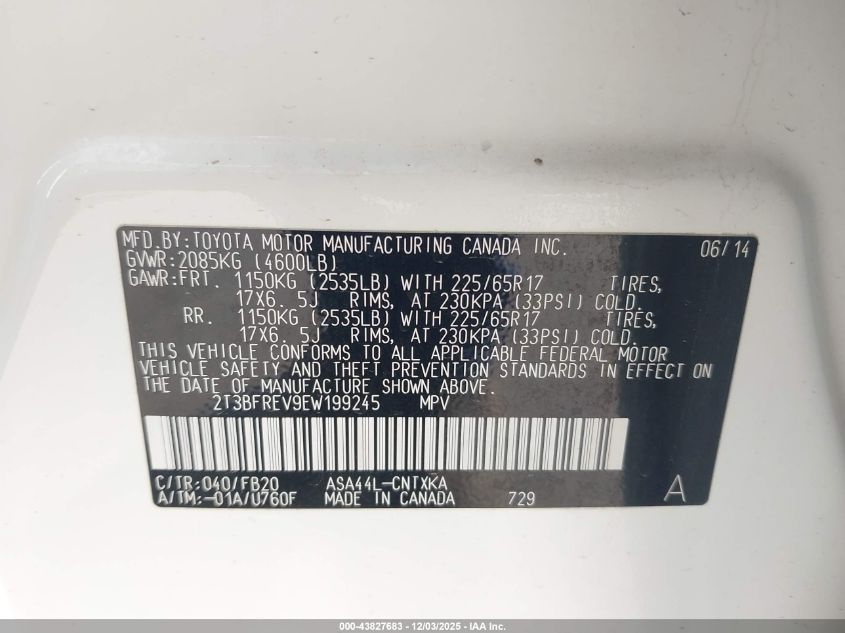 MFD.BY:TOYOTA MOTOR MANUFACTURING CANADA INC. 06/14
GVWR:2085KG (4600LB)
GAWR:FRT. 1150KG (2535LB) WITH 225/65R17 TIRES,
17X6.5J RIMS, AT 230KPA (33PSI) COLD.
RR. 1150KG (2535LB) WITH 225/65R17 TIRES,
17X6.5J RIMS, AT 230KPA (33PSI) COLD.
THIS VEHICLE CONFORMS TO ALL APPLICABLE FEDERAL MOTOR
VEHICLE SAFETY AND THEFT PREVENTION STANDARDS IN EFFECT ON
THE DATE OF MANUFACTURE SHOWN ABOVE.
2T3BFREV9EW199245 MPV
C/TR:040/FB20 ASA44L-CNTXKA
A/TM:-01A/U760F MADE IN CANADA 729 A
000-43827683 - 12/03/2025 - IAA Inc.